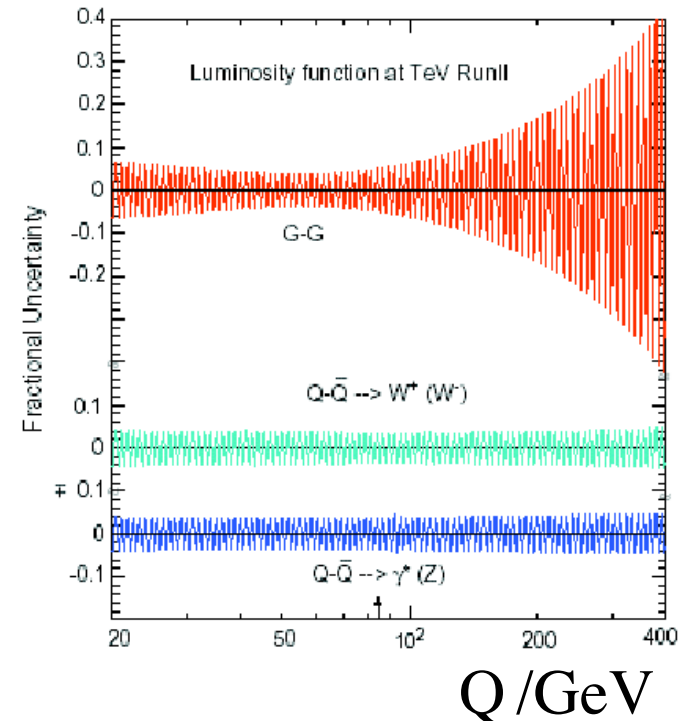 0.4
Luminosity function at TeV RunII
0.3
0.2
0.1
0
-0.1
G-G
-0.2
Fractional Uncertainty
Q-Q̄ --> W⁺ (W⁻)
0.1
0
0.1
0
Q-Q̄ --> γ* (Z)
-0.1
20 50 10² 200 400
Q /GeV